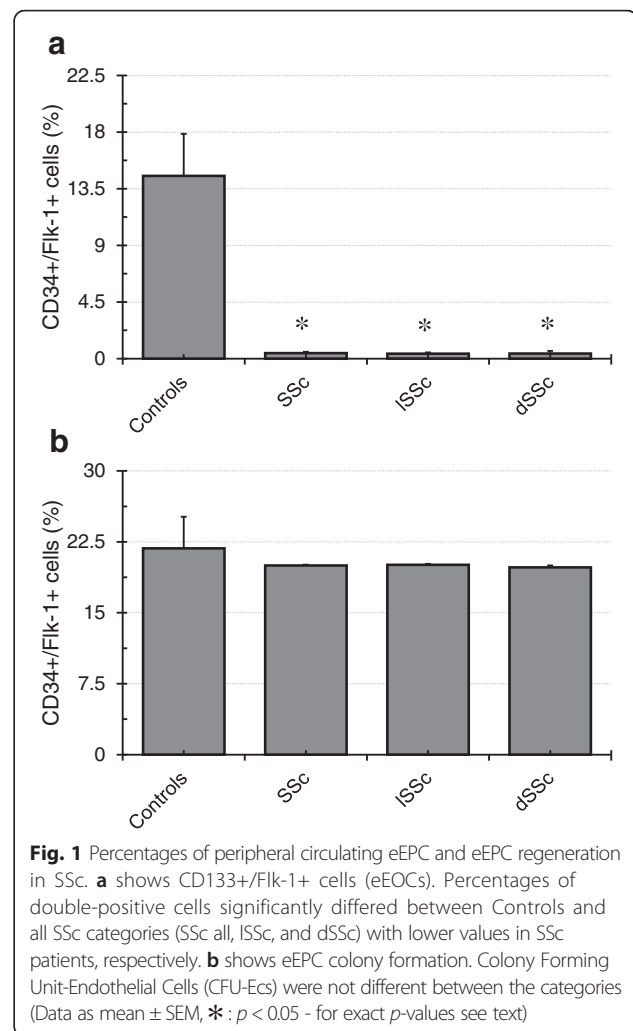 a
22.5
18
13.5
9
4.5
0
CD34+/Flk-1+ cells (%)
* * *
Controls SSc lSSc dSSc
b
30
22.5
15
7.5
0
CD34+/Flk-1+ cells (%)
Controls SSc lSSc dSSc
Fig. 1 Percentages of peripheral circulating eEPC and eEPC regeneration
in SSc. a shows CD133+/Flk-1+ cells (eEOCs). Percentages of
double-positive cells significantly differed between Controls and
all SSc categories (SSc all, lSSc, and dSSc) with lower values in SSc
patients, respectively. b shows eEPC colony formation. Colony Forming
Unit-Endothelial Cells (CFU-Ecs) were not different between the categories
(Data as mean ± SEM, * : p < 0.05 - for exact p-values see text)